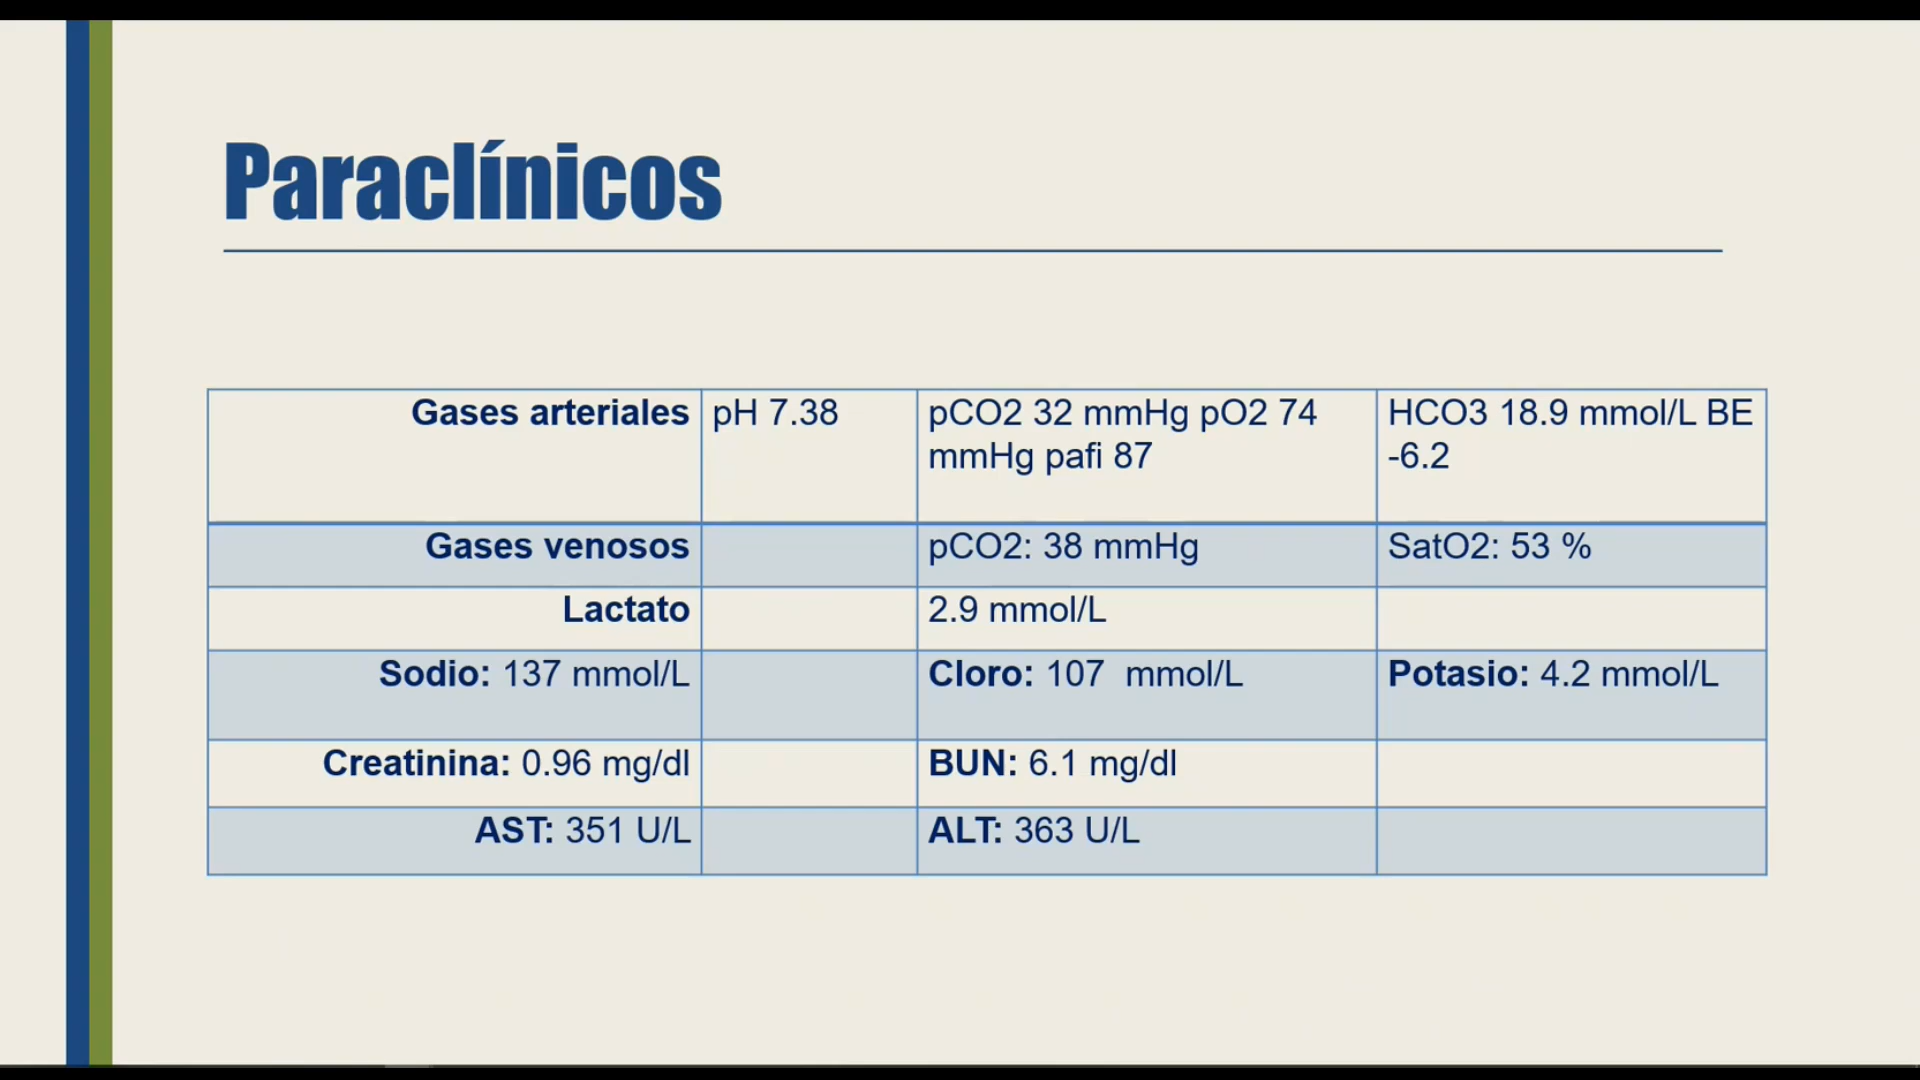 Paraclínicos
Gases arteriales pH 7.38 pCO2 32 mmHg pO2 74 HCO3 18.9 mmol/L BE
mmHg pafi 87 -6.2
Gases venosos pCO2: 38 mmHg SatO2: 53 %
Lactato 2.9 mmol/L
Sodio: 137 mmol/L Cloro: 107 mmol/L Potasio: 4.2 mmol/L
Creatinina: 0.96 mg/dl BUN: 6.1 mg/dl
AST: 351 U/L ALT: 363 U/L